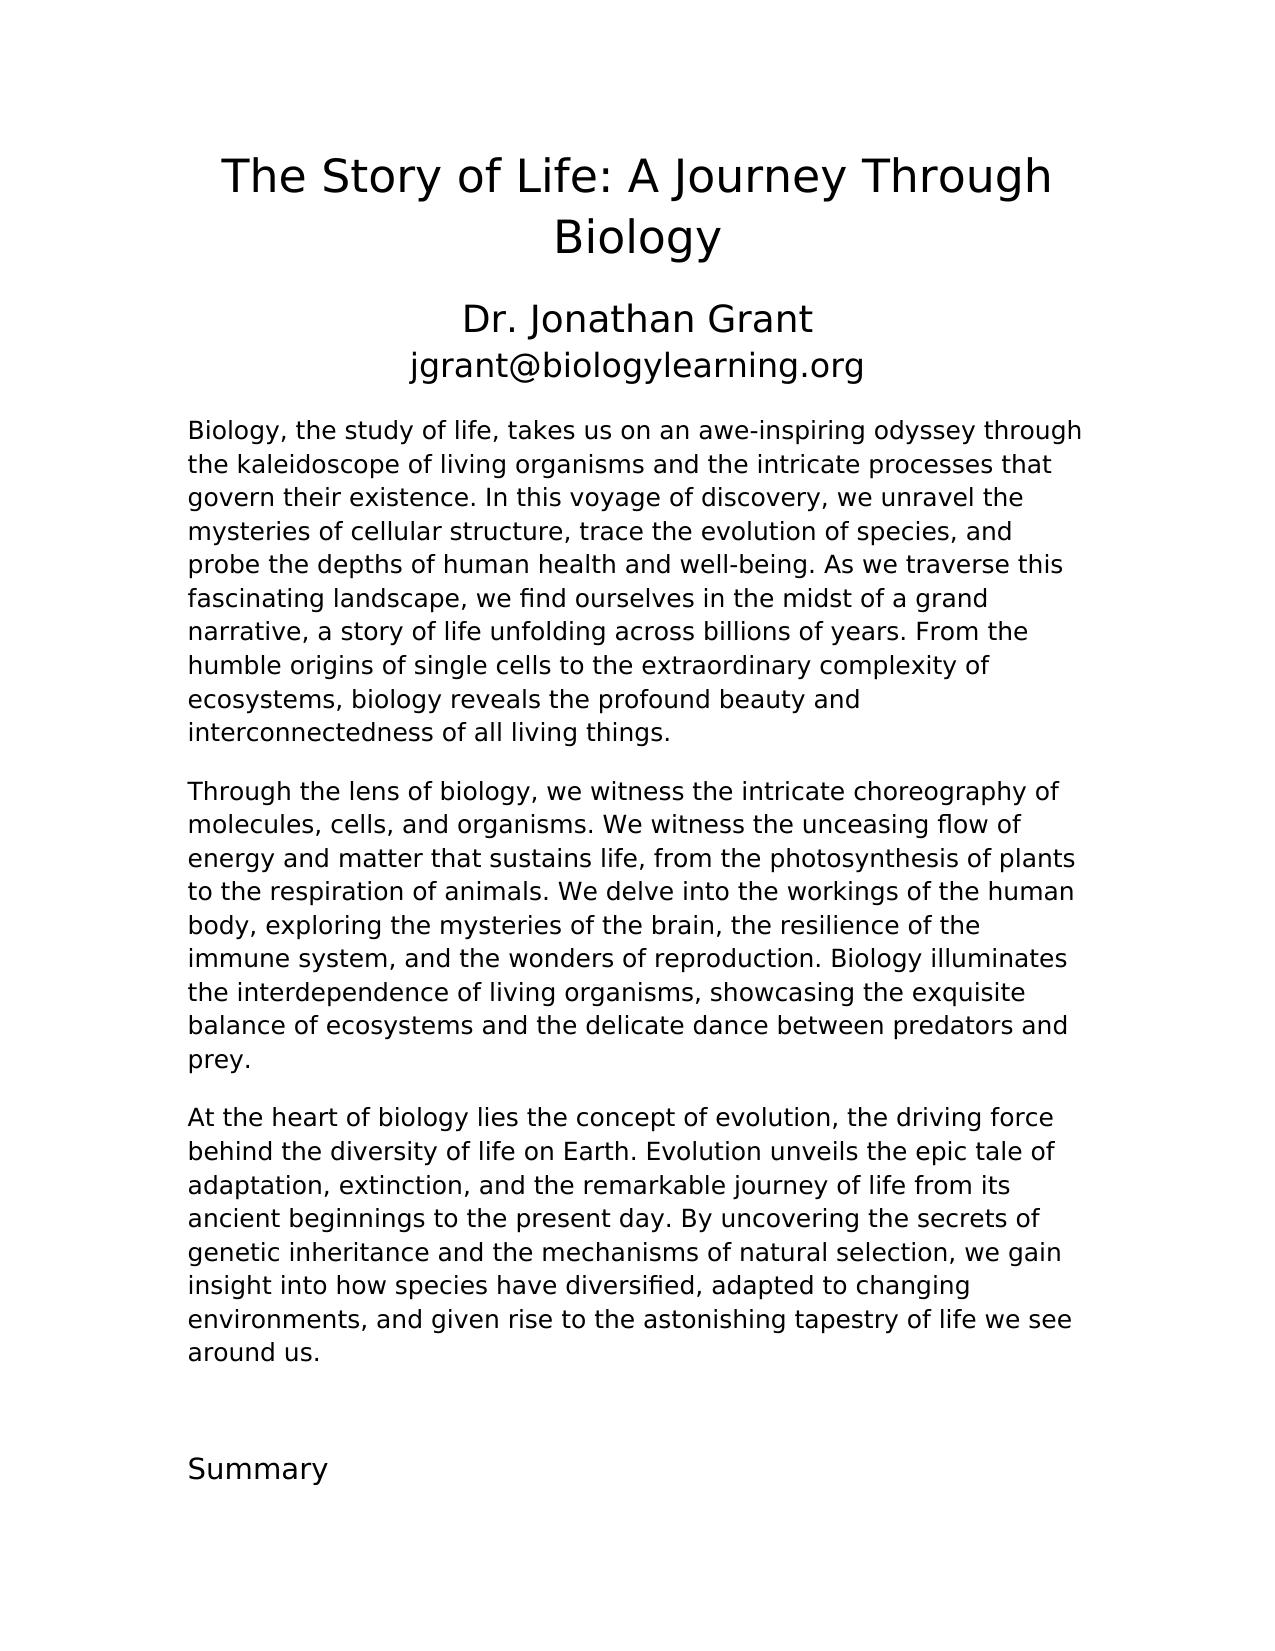 The Story of Life: A Journey Through
Biology
Dr. Jonathan Grant
jgrant@biologylearning.org
Biology, the study of life, takes us on an awe-inspiring odyssey through
the kaleidoscope of living organisms and the intricate processes that
govern their existence. In this voyage of discovery, we unravel the
mysteries of cellular structure, trace the evolution of species, and
probe the depths of human health and well-being. As we traverse this
fascinating landscape, we find ourselves in the midst of a grand
narrative, a story of life unfolding across billions of years. From the
humble origins of single cells to the extraordinary complexity of
ecosystems, biology reveals the profound beauty and
interconnectedness of all living things.
Through the lens of biology, we witness the intricate choreography of
molecules, cells, and organisms. We witness the unceasing flow of
energy and matter that sustains life, from the photosynthesis of plants
to the respiration of animals. We delve into the workings of the human
body, exploring the mysteries of the brain, the resilience of the
immune system, and the wonders of reproduction. Biology illuminates
the interdependence of living organisms, showcasing the exquisite
balance of ecosystems and the delicate dance between predators and
prey.
At the heart of biology lies the concept of evolution, the driving force
behind the diversity of life on Earth. Evolution unveils the epic tale of
adaptation, extinction, and the remarkable journey of life from its
ancient beginnings to the present day. By uncovering the secrets of
genetic inheritance and the mechanisms of natural selection, we gain
insight into how species have diversified, adapted to changing
environments, and given rise to the astonishing tapestry of life we see
around us.
Summary